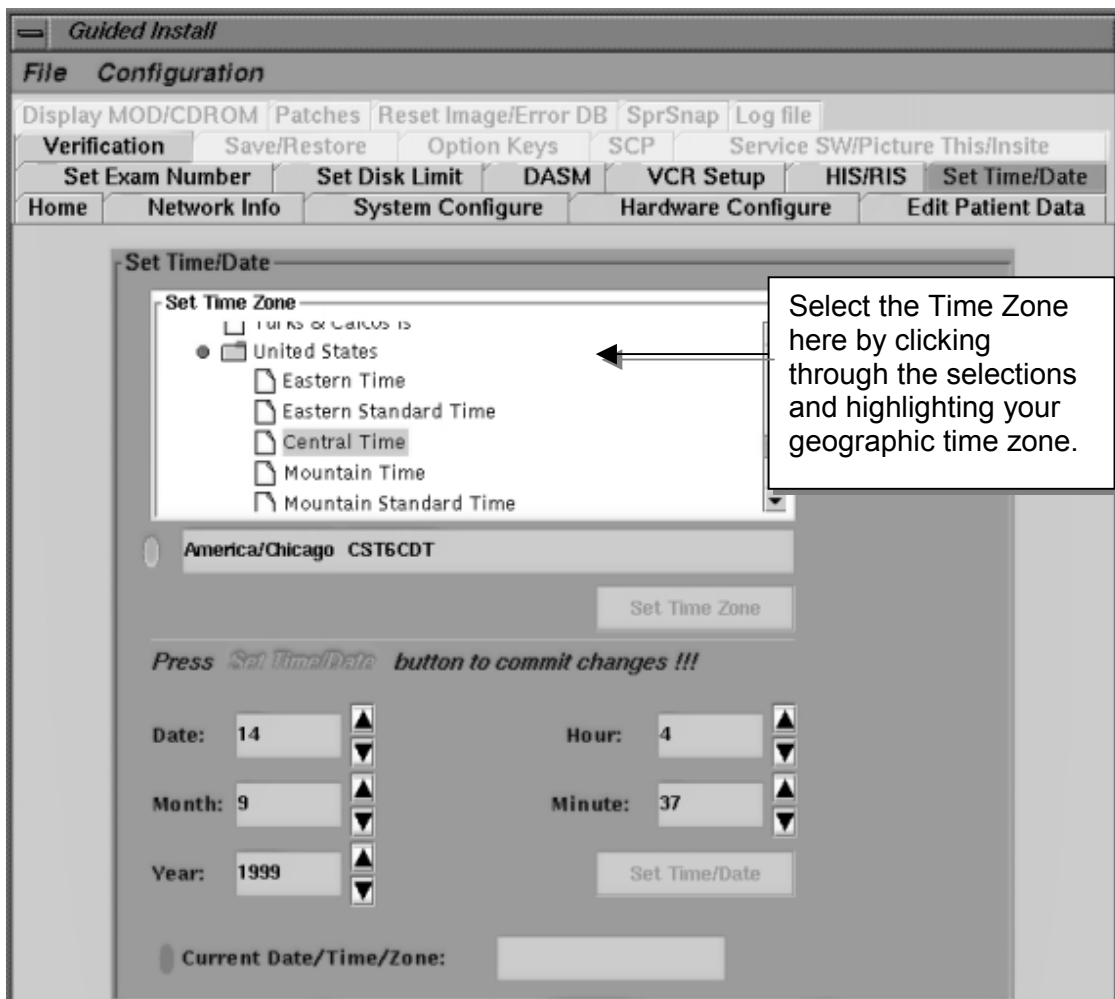 Guided Install
File Configuration
Display MOD/CDROM Patches Reset Image/Error DB SprSnap Log file
Verification Save/Restore Option Keys SCP Service SW/Picture This/Insite
Set Exam Number Set Disk Limit DASM VCR Setup HIS/RIS Set Time/Date
Home Network Info System Configure Hardware Configure Edit Patient Data
Set Time/Date
Set Time Zone
Turks & Caicos Is
United States
Eastern Time
Eastern Standard Time
Central Time
Mountain Time
Mountain Standard Time
Select the Time Zone
here by clicking
through the selections
and highlighting your
geographic time zone.
America/Chicago CST6CDT
Set Time Zone
Press Set Time/Date button to commit changes !!!
Date: 14 Hour: 4
Month: 9 Minute: 37
Year: 1999 Set Time/Date
Current Date/Time/Zone: